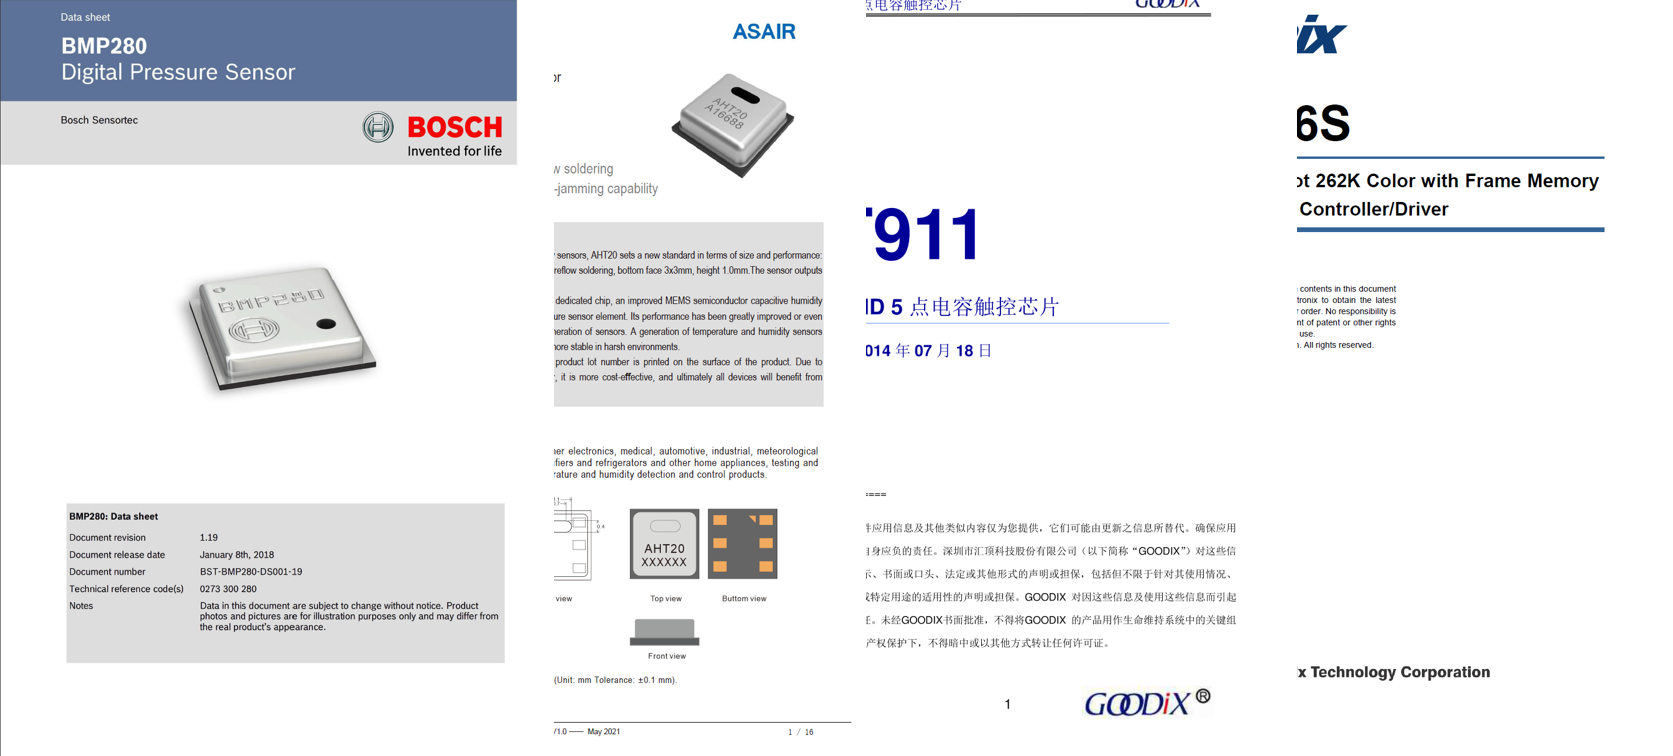 Data sheet
BMP280
Digital Pressure Sensor
Bosch Sensortec
BOSCH
Invented for life
BMP280
BMP280: Data sheet
Document revision 1.19
Document release date January 8th, 2018
Document number BST-BMP280-DS001-19
Technical reference code(s) 0273 300 280
Notes Data in this document are subject to change without notice. Product
photos and pictures are for illustration purposes only and may differ from
the real product's appearance.
ASAIR
or
AHT20
A16688
w soldering
-jamming capability
sensors, AHT20 sets a new standard in terms of size and performance:
reflow soldering, bottom face 3x3mm, height 1.0mm.The sensor outputs
dedicated chip, an improved MEMS semiconductor capacitive humidity
ure sensor element. Its performance has been greatly improved or even
neration of sensors. A generation of temperature and humidity sensors
nore stable in harsh environments.
product lot number is printed on the surface of the product. Due to
, it is more cost-effective, and ultimately all devices will benefit from
ner electronics, medical, automotive, industrial, meteorological
ifiers and refrigerators and other home appliances, testing and
rature and humidity detection and control products.
0.4
AHT20
XXXXXX
view Top view Buttom view
Front view
(Unit: mm Tolerance: ±0.1 mm).
V1.0 —— May 2021 1 / 16
点电容触控芯片 GOODiX
T911
ID 5 点电容触控芯片
014 年 07 月 18 日
====
件应用信息及其他类似内容仅为您提供，它们可能由更新之信息所替代。确保应用
自身应负的责任。深圳市汇顶科技股份有限公司（以下简称“GOODIX”）对这些信
示、书面或口头、法定或其他形式的声明或担保，包括但不限于针对其使用情况、
或特定用途的适用性的声明或担保。GOODIX 对因这些信息及使用这些信息而引起
任。未经GOODIX书面批准，不得将GOODIX 的产品用作生命维持系统中的关键组
产权保护下，不得暗中或以其他方式转让任何许可证。
1 GOODiX®
ix
6S
ot 262K Color with Frame Memory
Controller/Driver
contents in this document
tronix to obtain the latest
r order. No responsibility is
nt of patent or other rights
use.
n. All rights reserved.
x Technology Corporation